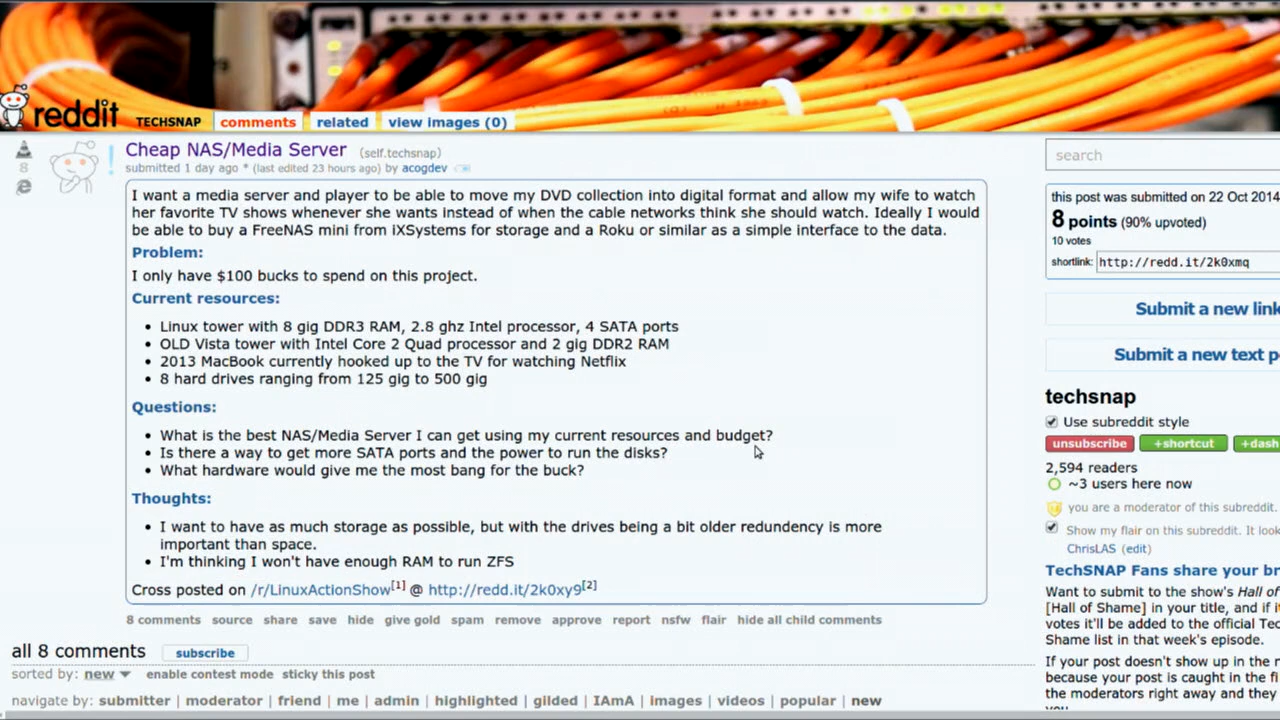 reddit TECHSNAP comments related view images (0)
Cheap NAS/Media Server (self.techsnap)
8
submitted 1 day ago * (last edited 23 hours ago) by acogdev
I want a media server and player to be able to move my DVD collection into digital format and allow my wife to watch
her favorite TV shows whenever she wants instead of when the cable networks think she should watch. Ideally I would
be able to buy a FreeNAS mini from iXSystems for storage and a Roku or similar as a simple interface to the data.
Problem:
I only have $100 bucks to spend on this project.
Current resources:
• Linux tower with 8 gig DDR3 RAM, 2.8 ghz Intel processor, 4 SATA ports
• OLD Vista tower with Intel Core 2 Quad processor and 2 gig DDR2 RAM
• 2013 MacBook currently hooked up to the TV for watching Netflix
• 8 hard drives ranging from 125 gig to 500 gig
Questions:
• What is the best NAS/Media Server I can get using my current resources and budget?
• Is there a way to get more SATA ports and the power to run the disks?
• What hardware would give me the most bang for the buck?
Thoughts:
• I want to have as much storage as possible, but with the drives being a bit older redundency is more
important than space.
• I'm thinking I won't have enough RAM to run ZFS
Cross posted on /r/LinuxActionShow[1] @ http://redd.it/2k0xy9[2]
8 comments source share save hide give gold spam remove approve report nsfw flair hide all child comments
all 8 comments subscribe
sorted by: new enable contest mode sticky this post
navigate by: submitter | moderator | friend | me | admin | highlighted | gilded | IAmA | images | videos | popular | new
search
this post was submitted on 22 Oct 2014
8 points (90% upvoted)
10 votes
shortlink: http://redd.it/2k0xmq
Submit a new link
Submit a new text p
techsnap
Use subreddit style
unsubscribe +shortcut +dash
2,594 readers
~3 users here now
you are a moderator of this subreddit.
Show my flair on this subreddit. It look
ChrisLAS (edit)
TechSNAP Fans share your br
Want to submit to the show's Hall of
[Hall of Shame] in your title, and if i
votes it'll be added to the official Tec
Shame list in that week's episode.
If your post doesn't show up in the n
because your post is caught in the fi
the moderators right away and they
you.